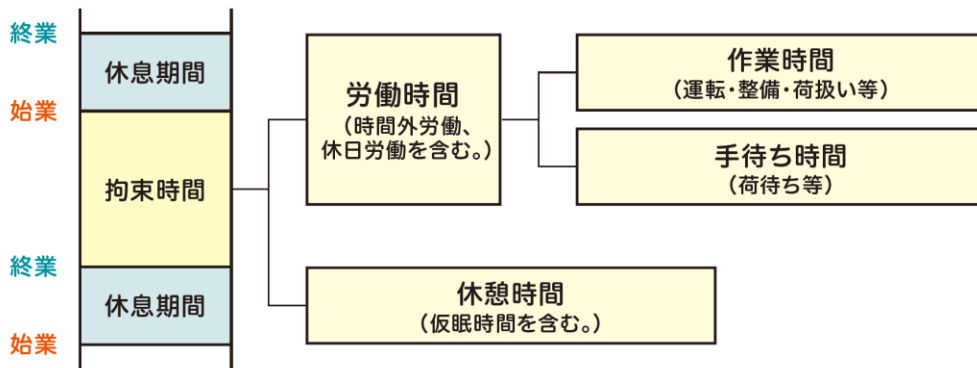 終業
休息期間
始業
拘束時間
終業
休息期間
始業
労働時間
(時間外労働、
休日労働を含む。)
作業時間
(運転・整備・荷扱い等)
手待ち時間
(荷待ち等)
休憩時間
(仮眠時間を含む。)